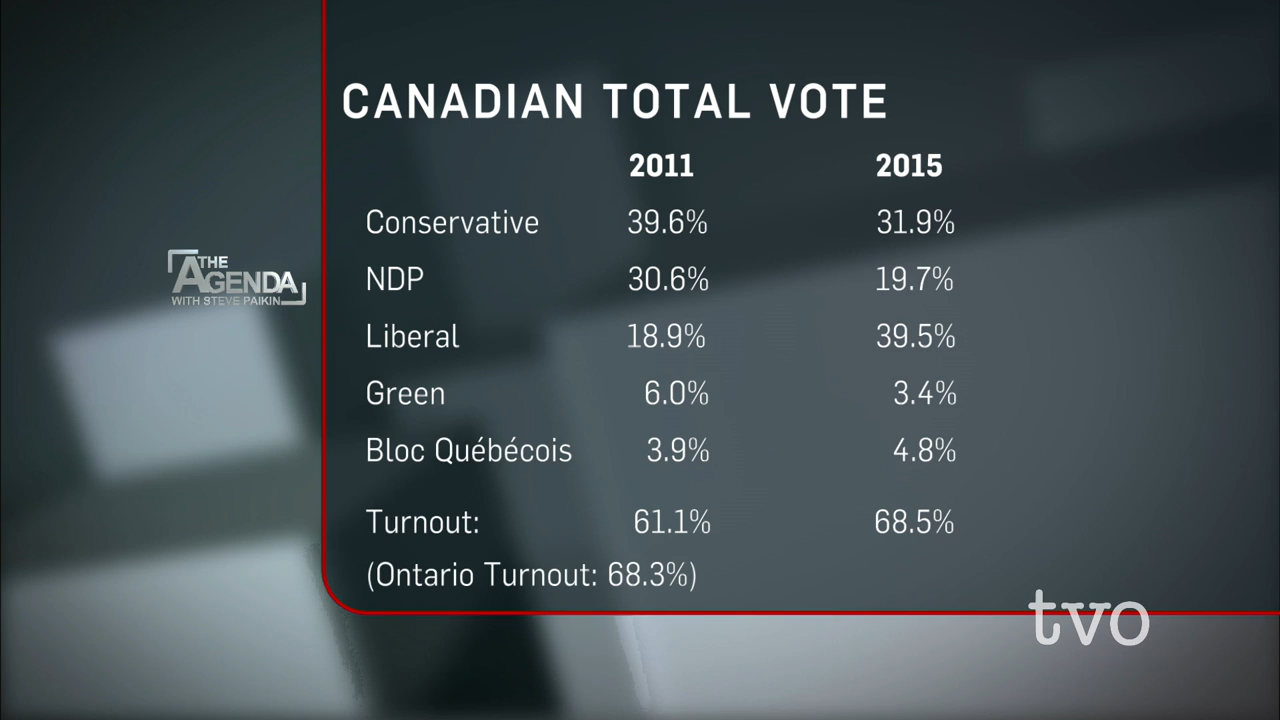 CANADIAN TOTAL VOTE
2011 2015
Conservative 39.6% 31.9%
NDP 30.6% 19.7%
Liberal 18.9% 39.5%
Green 6.0% 3.4%
Bloc Québécois 3.9% 4.8%
Turnout: 61.1% 68.5%
(Ontario Turnout: 68.3%)
THE
AGENDA
WITH STEVE PAIKIN
tvo